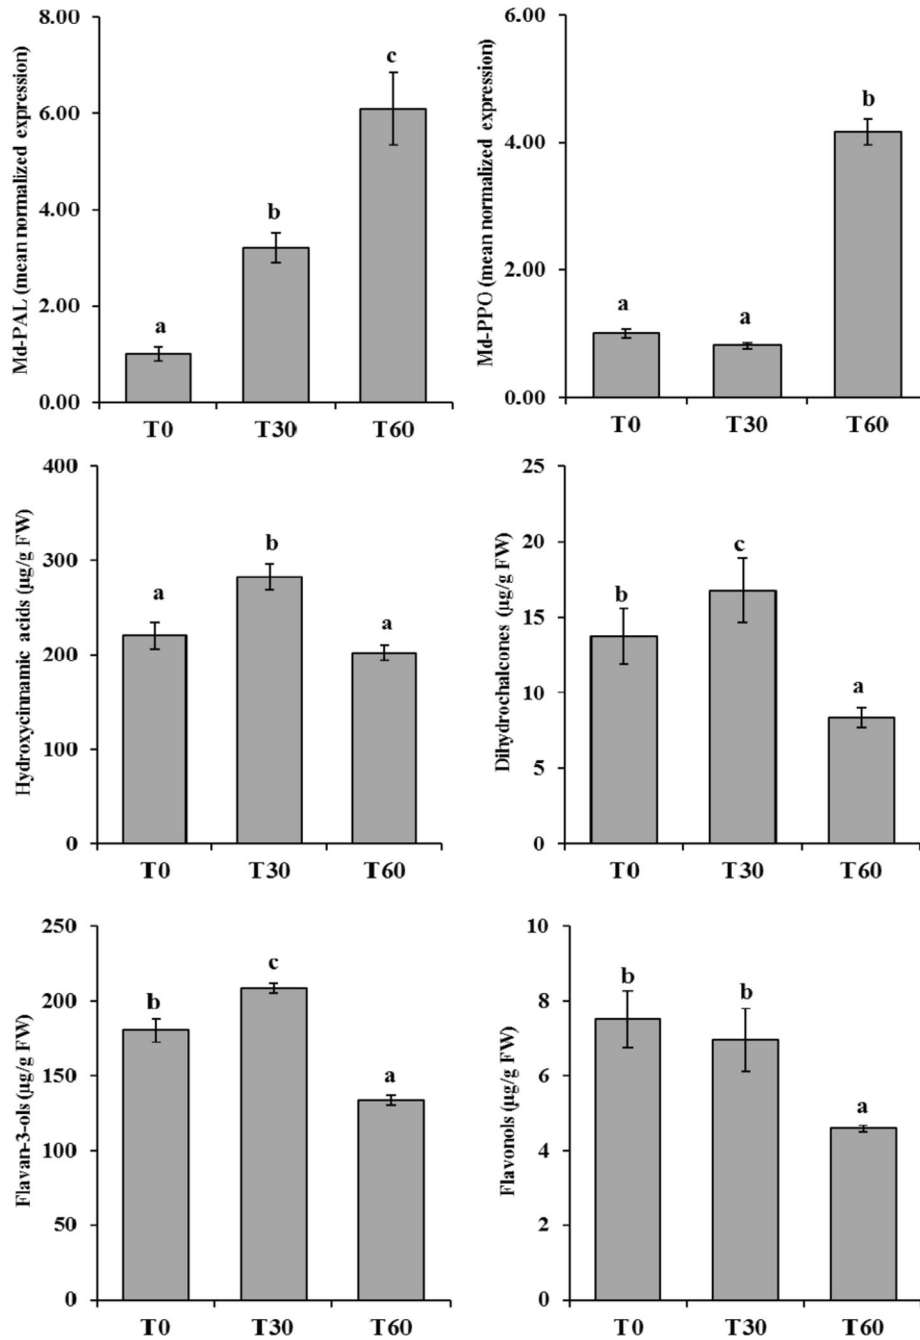 Md-PAL (mean normalized expression)
8.00
6.00
4.00
2.00
0.00
a
b
c
T0
T30
T60
Md-PPO (mean normalized expression)
6.00
4.00
2.00
0.00
a
a
b
T0
T30
T60
Hydroxycinnamic acids (µg/g FW)
400
300
200
100
0
a
b
a
T0
T30
T60
Dihydrochalcones (µg/g FW)
25
20
15
10
5
0
b
c
a
T0
T30
T60
Flavan-3-ols (µg/g FW)
250
200
150
100
50
0
b
c
a
T0
T30
T60
Flavonols (µg/g FW)
10
8
6
4
2
0
b
b
a
T0
T30
T60